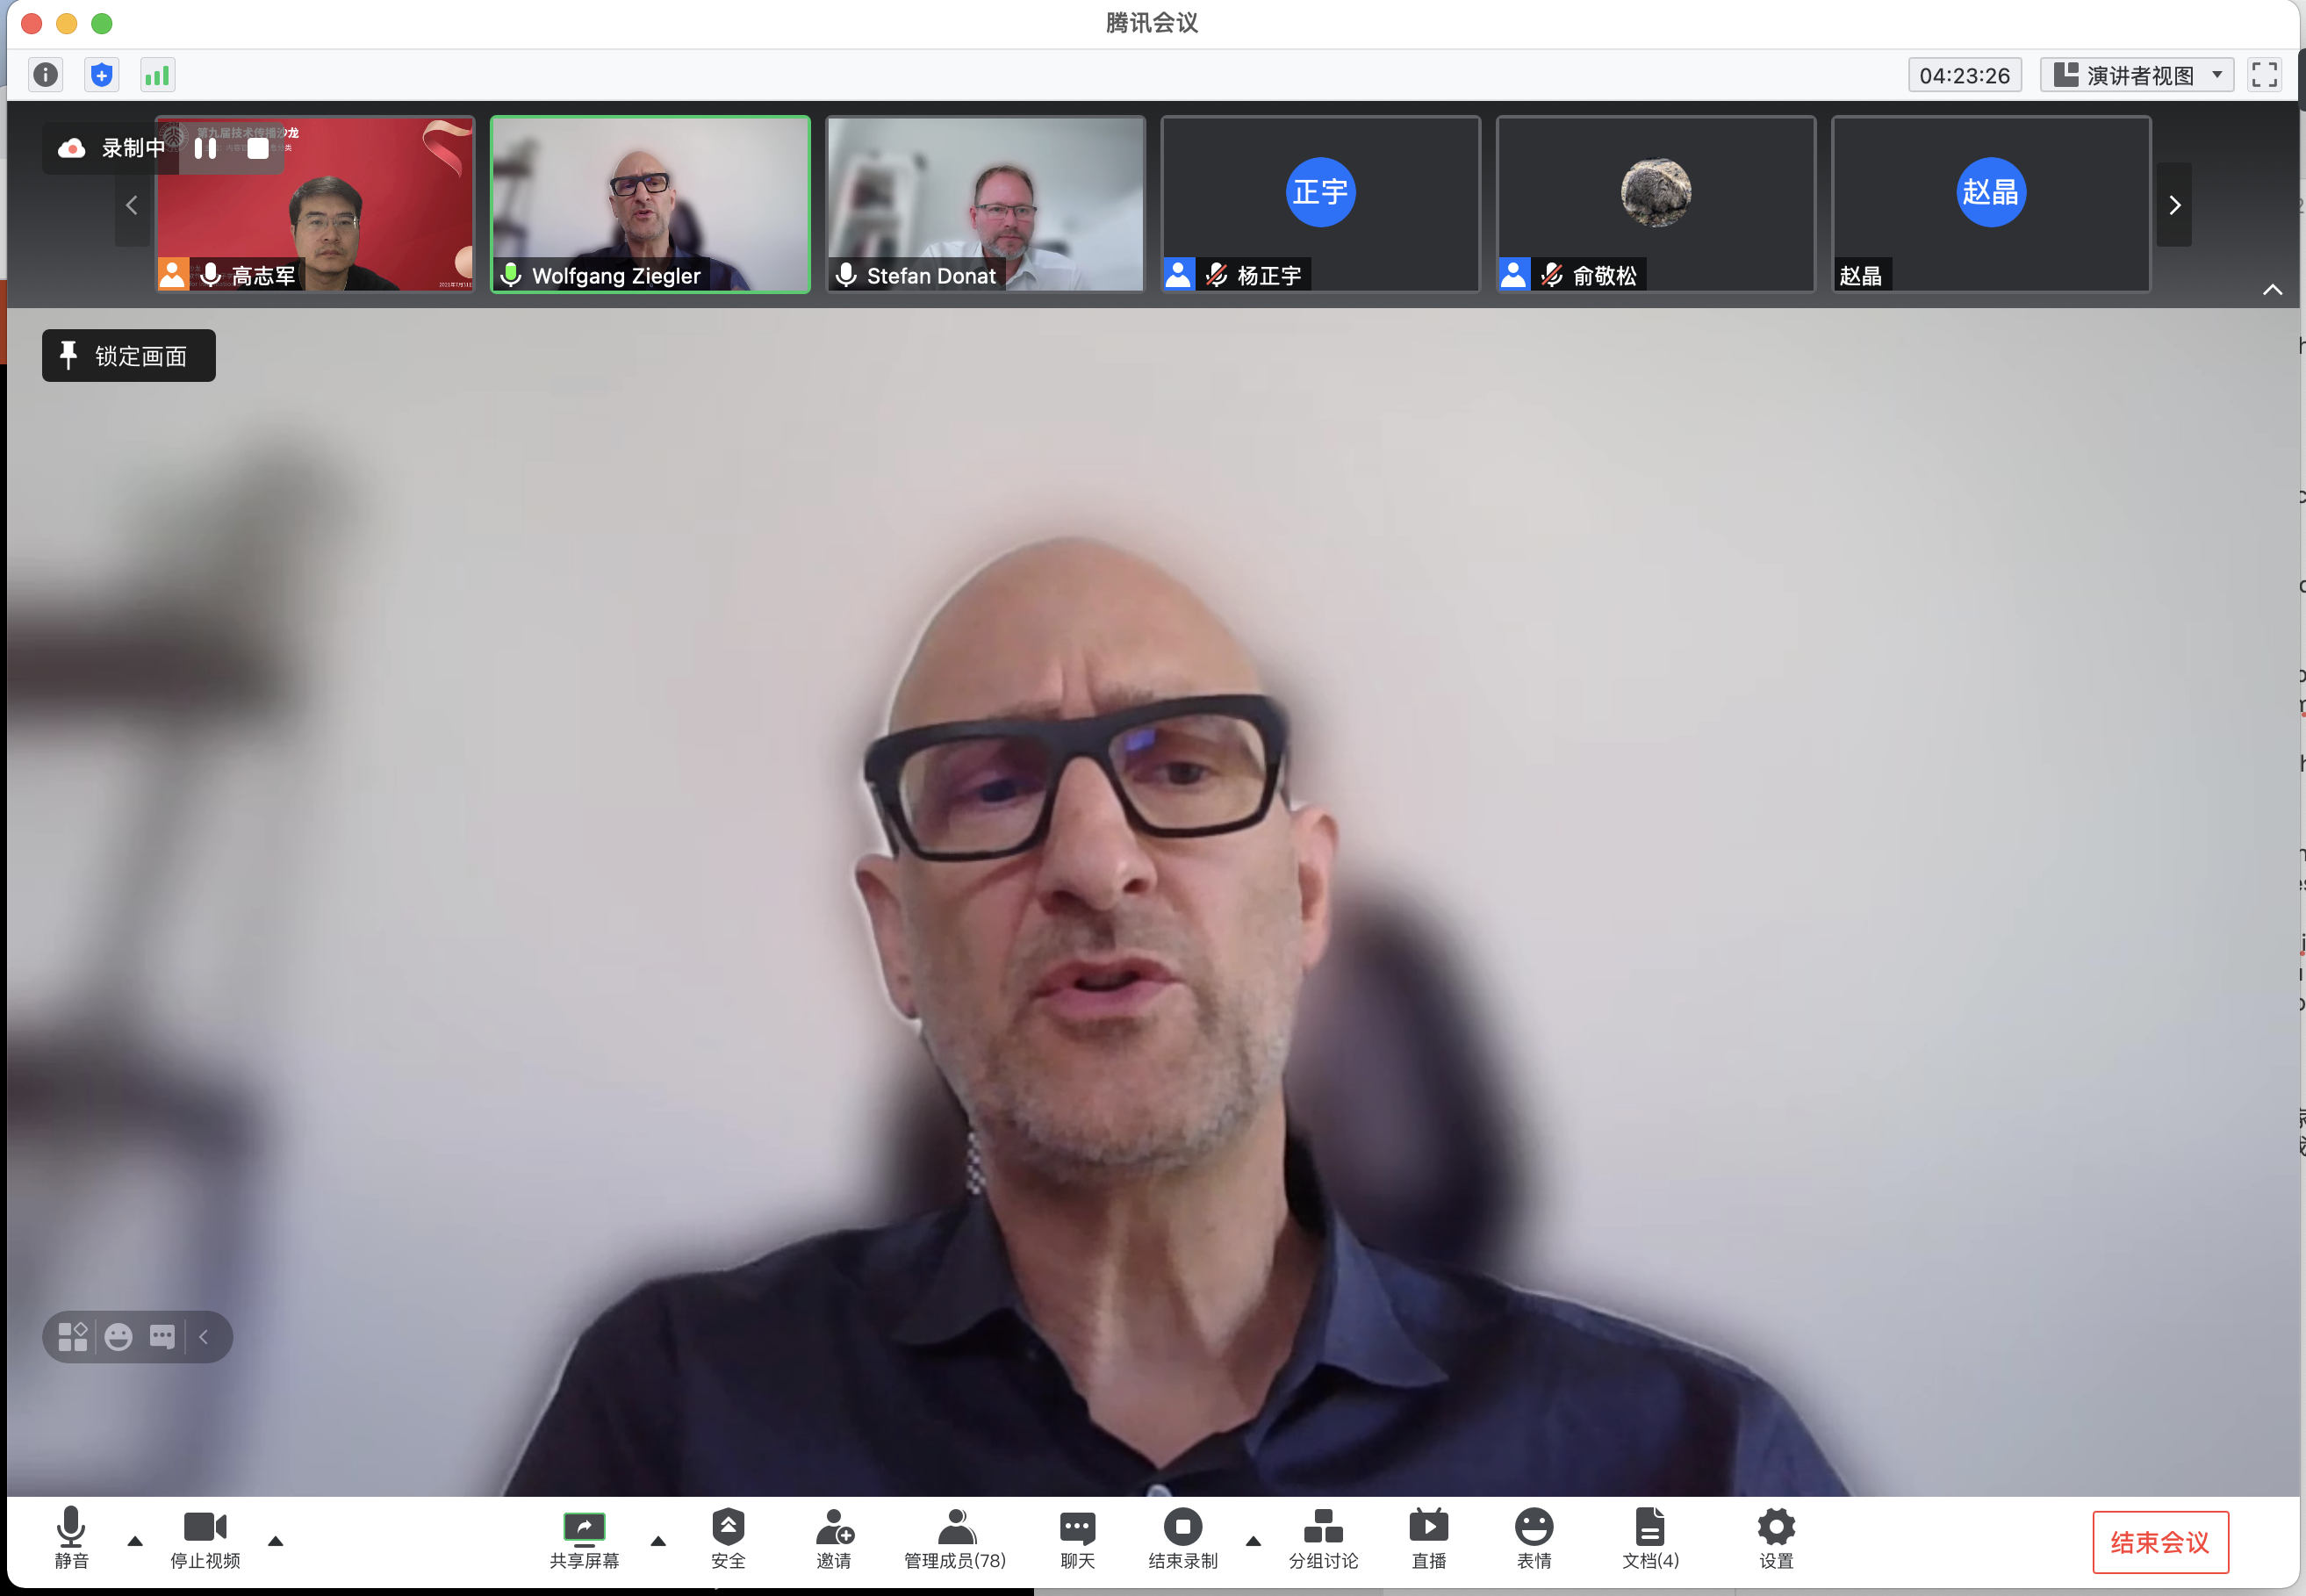 腾讯会议
04:23:26
演讲者视图
录制中
第九届技术传播沙龙
高志军
Wolfgang Ziegler
Stefan Donat
正宇
杨正宇
俞敬松
赵晶
赵晶
锁定画面
静音
停止视频
共享屏幕
安全
邀请
管理成员(78)
聊天
结束录制
分组讨论
直播
表情
文档(4)
设置
结束会议